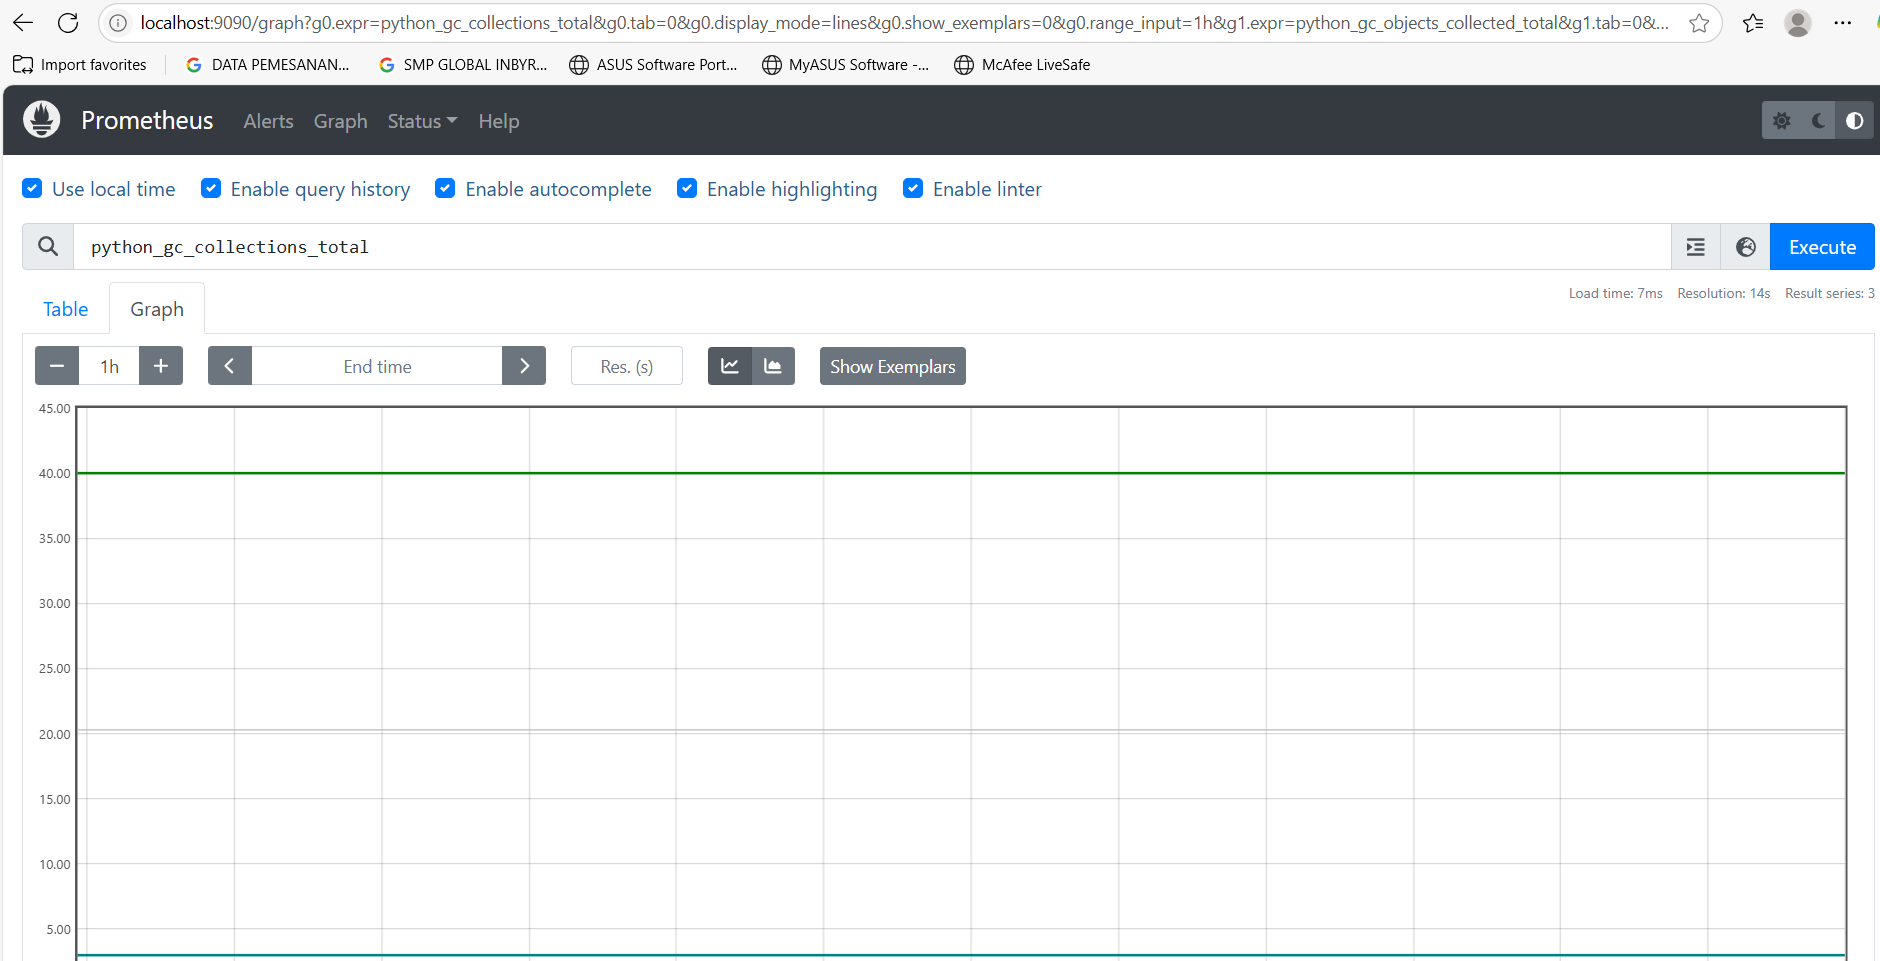 localhost:9090/graph?g0.expr=python_gc_collections_total&g0.tab=0&g0.display_mode=lines&g0.show_exemplars=0&g0.range_input=1h&g1.expr=python_gc_objects_collected_total&g1.tab=0&...
Import favorites DATA PEMESANAN... SMP GLOBAL INBYR... ASUS Software Port... MyASUS Software -... McAfee LiveSafe
Prometheus Alerts Graph Status Help
Use local time Enable query history Enable autocomplete Enable highlighting Enable linter
python_gc_collections_total Execute
Load time: 7ms Resolution: 14s Result series: 3
Table Graph
1h End time Res. (s) Show Exemplars
45.00
40.00
35.00
30.00
25.00
20.00
15.00
10.00
5.00